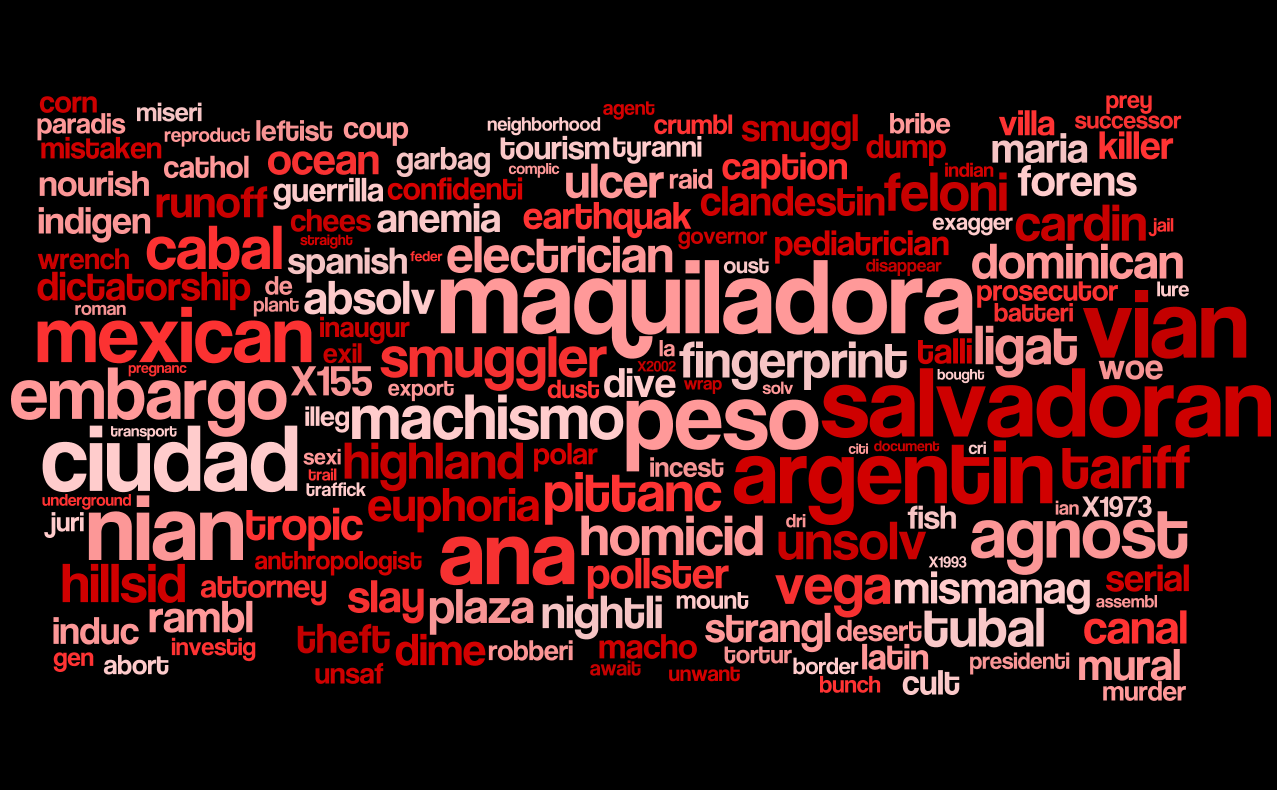 corn
miseri
agent
prey
paradis
reproduct
leftist
coup
neighborhood
crumbl
smuggl
bribe
villa
successor
mistaken
cathol
ocean
garbag
tourism
tyranni
dump
maria
killer
nourish
runoff
guerrilla
confidenti
complic
ulcer
raid
caption
clandestin
feloni
indian
forens
indigen
chees
anemia
earthquak
exagger
cardin
jail
straight
cabal
wrench
spanish
feder
electrician
governor
pediatrician
disappear
dominican
oust
dictatorship
de
roman
plant
absolv
maquiladora
prosecutor
lure
batteri
vian
mexican
inaugur
exil
smuggler
la
fingerprint
talli
ligat
woe
pregnanc
X155
export
dust
dive
X2002
wrap
solv
bought
embargo
illeg
machismo
peso
salvadoran
ciudad
transport
sexi
highland
polar
incest
citi
document
cri
argentin
tariff
trail
traffick
underground
juri
nian
tropic
euphoria
pittanc
dri
fish
ian
X1973
homicid
unsolv
agnost
anthropologist
ana
pollster
X1993
hillsid
attorney
slay
plaza
nightli
mount
vega
mismanag
serial
assembl
induc
rambl
investig
theft
dime
robberi
macho
strangl
desert
tubal
canal
gen
abort
unsaf
await
unwant
tortur
border
latin
presidenti
mural
bunch
cult
murder